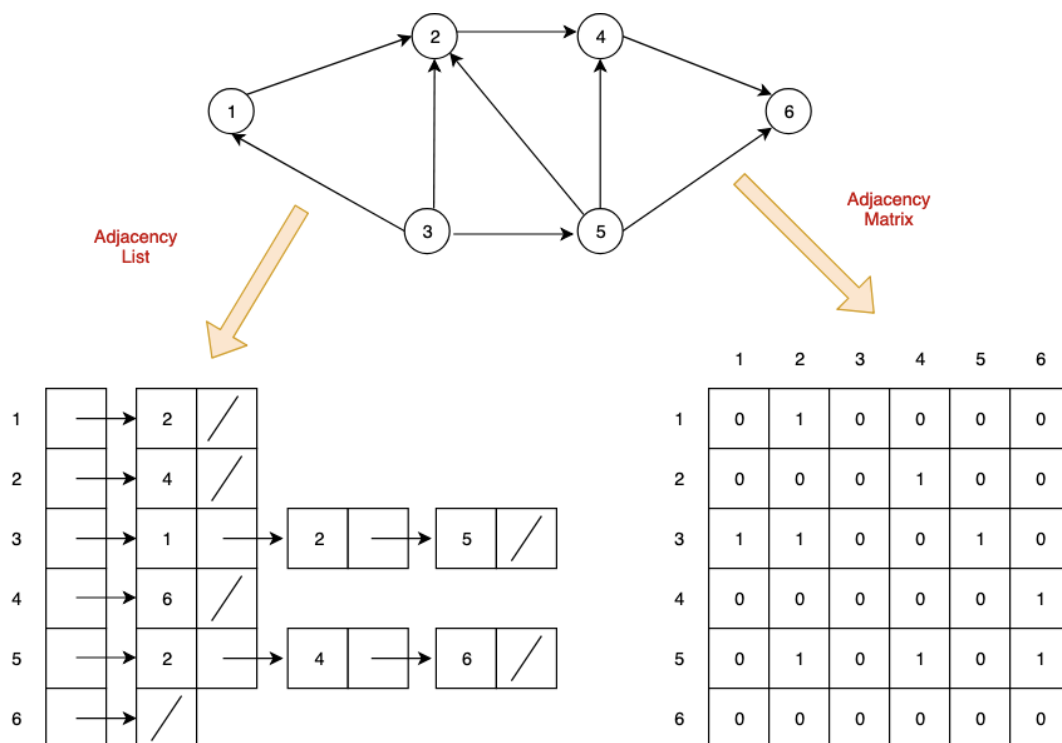 2
4
1
6
3
5
Adjacency
List
Adjacency
Matrix
1 2
2 4
3 1 2 5
4 6
5 2 4 6
6
1 2 3 4 5 6
1 0 1 0 0 0 0
2 0 0 0 1 0 0
3 1 1 0 0 1 0
4 0 0 0 0 0 1
5 0 1 0 1 0 1
6 0 0 0 0 0 0